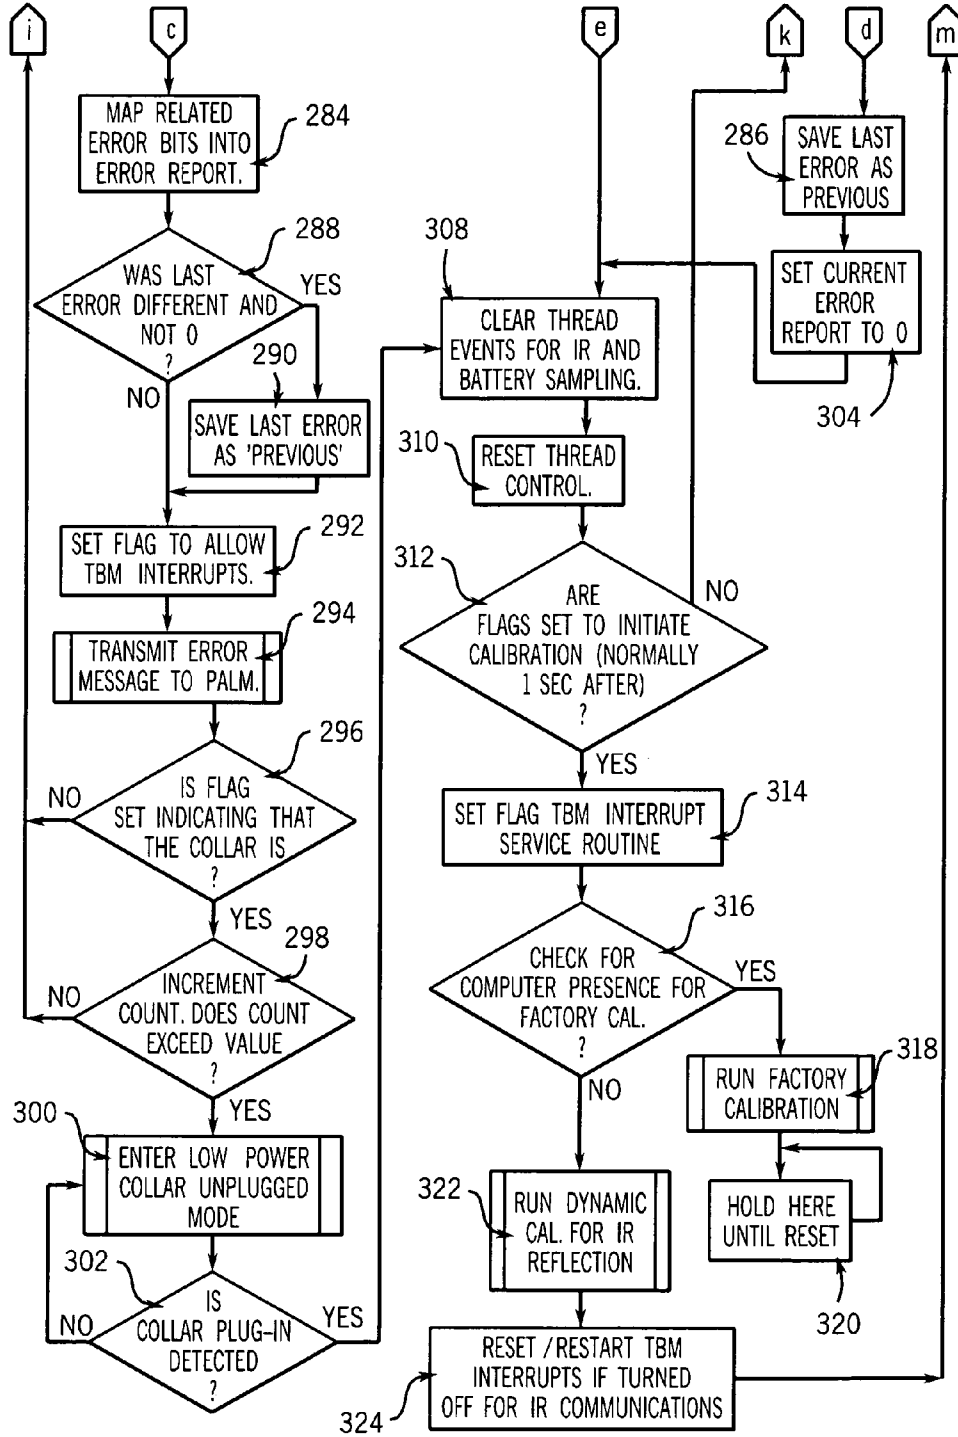 i
c
e
k
d
m
MAP RELATED
ERROR BITS INTO
ERROR REPORT.
284
WAS LAST
ERROR DIFFERENT AND
NOT 0
?
288
YES
NO
290
SAVE LAST ERROR
AS 'PREVIOUS'
SET FLAG TO ALLOW
TBM INTERRUPTS.
292
TRANSMIT ERROR
MESSAGE TO PALM.
294
IS FLAG
SET INDICATING THAT
THE COLLAR IS
?
296
NO
YES
INCREMENT
COUNT. DOES COUNT
EXCEED VALUE
?
298
NO
YES
300
ENTER LOW POWER
COLLAR UNPLUGGED
MODE
302
IS
COLLAR PLUG-IN
DETECTED
?
NO
YES
308
CLEAR THREAD
EVENTS FOR IR AND
BATTERY SAMPLING.
310
RESET THREAD
CONTROL.
312
ARE
FLAGS SET TO INITIATE
CALIBRATION (NORMALLY
1 SEC AFTER)
?
NO
YES
SET FLAG TBM INTERRUPT
SERVICE ROUTINE
314
CHECK FOR
COMPUTER PRESENCE FOR
FACTORY CAL.
?
316
YES
NO
RUN FACTORY
CALIBRATION
318
HOLD HERE
UNTIL RESET
320
322
RUN DYNAMIC
CAL. FOR IR
REFLECTION
RESET/RESTART TBM
INTERRUPTS IF TURNED
OFF FOR IR COMMUNICATIONS
324
286
SAVE LAST
ERROR AS
PREVIOUS
SET CURRENT
ERROR
REPORT TO 0
304